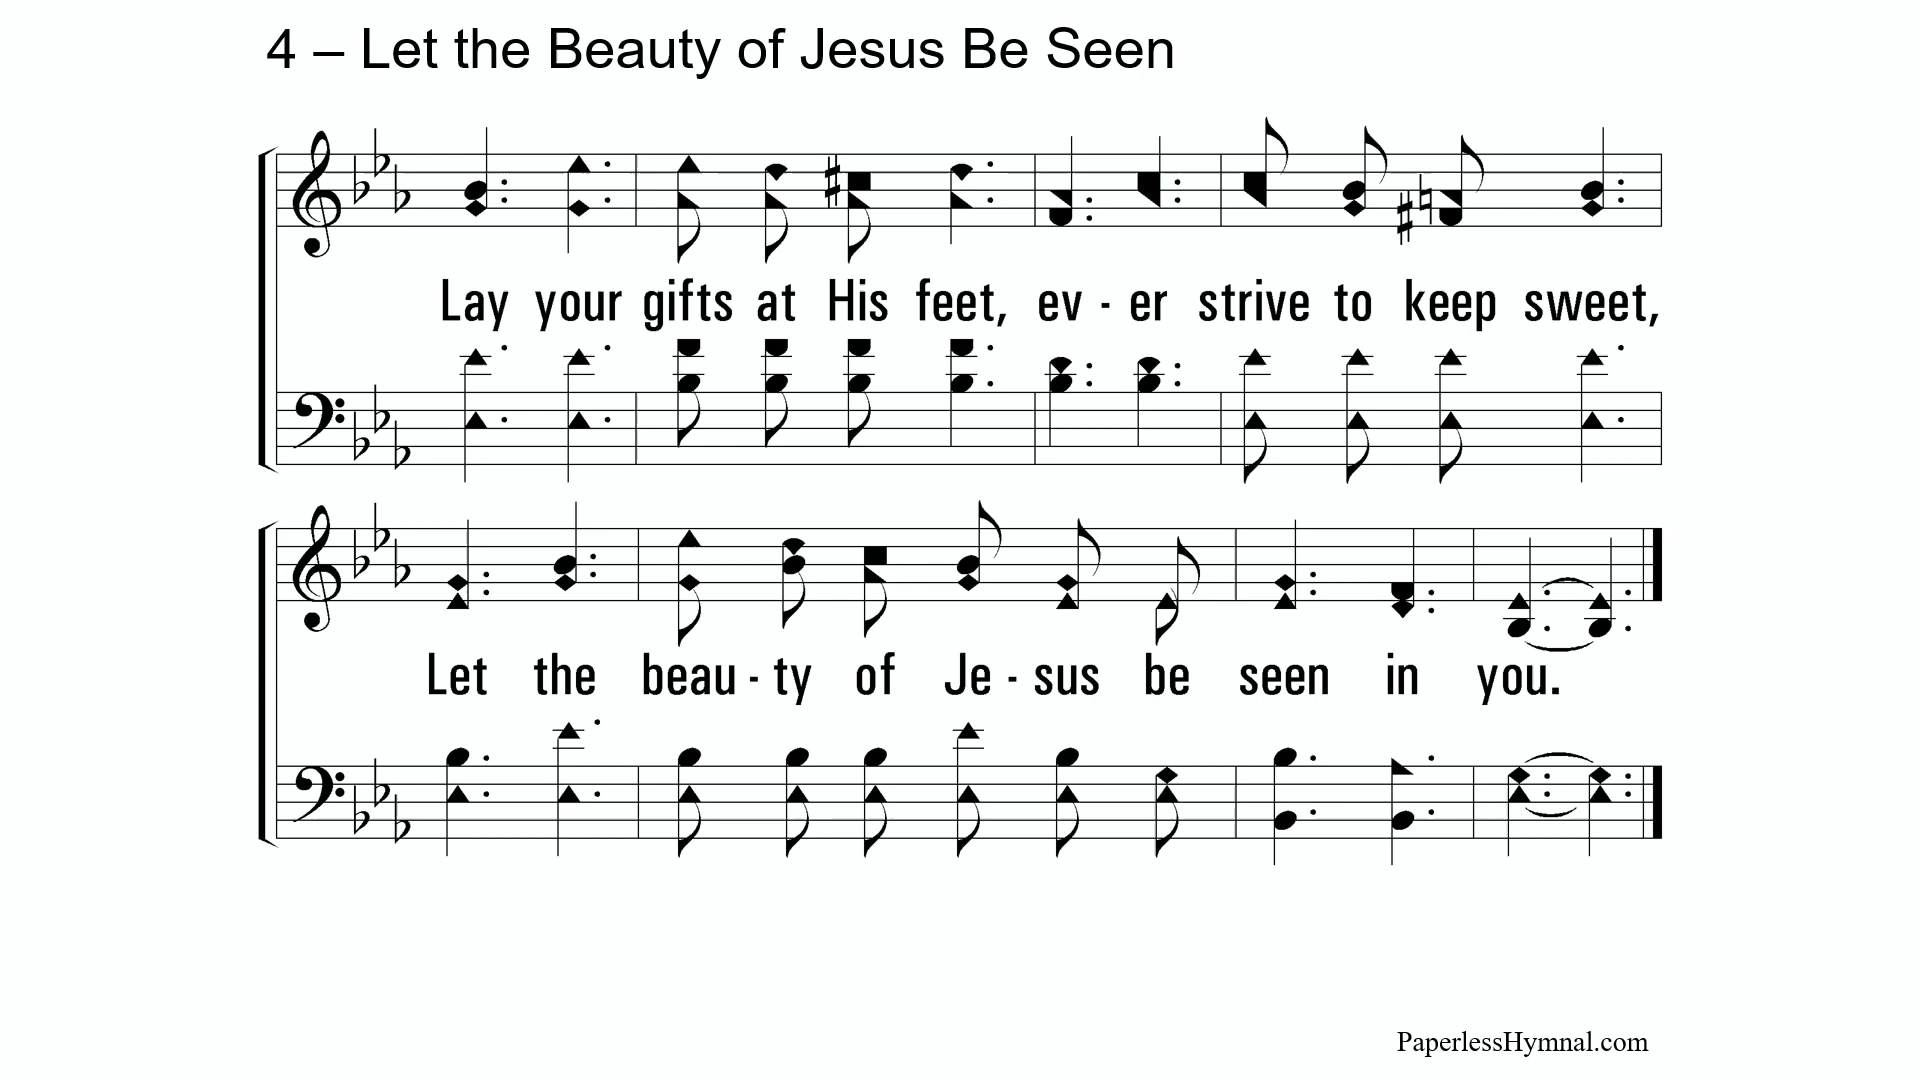 4 – Let the Beauty of Jesus Be Seen
Lay your gifts at His feet, ev - er strive to keep sweet,
Let the beau - ty of Je - sus be seen in you.
PaperlessHymnal.com